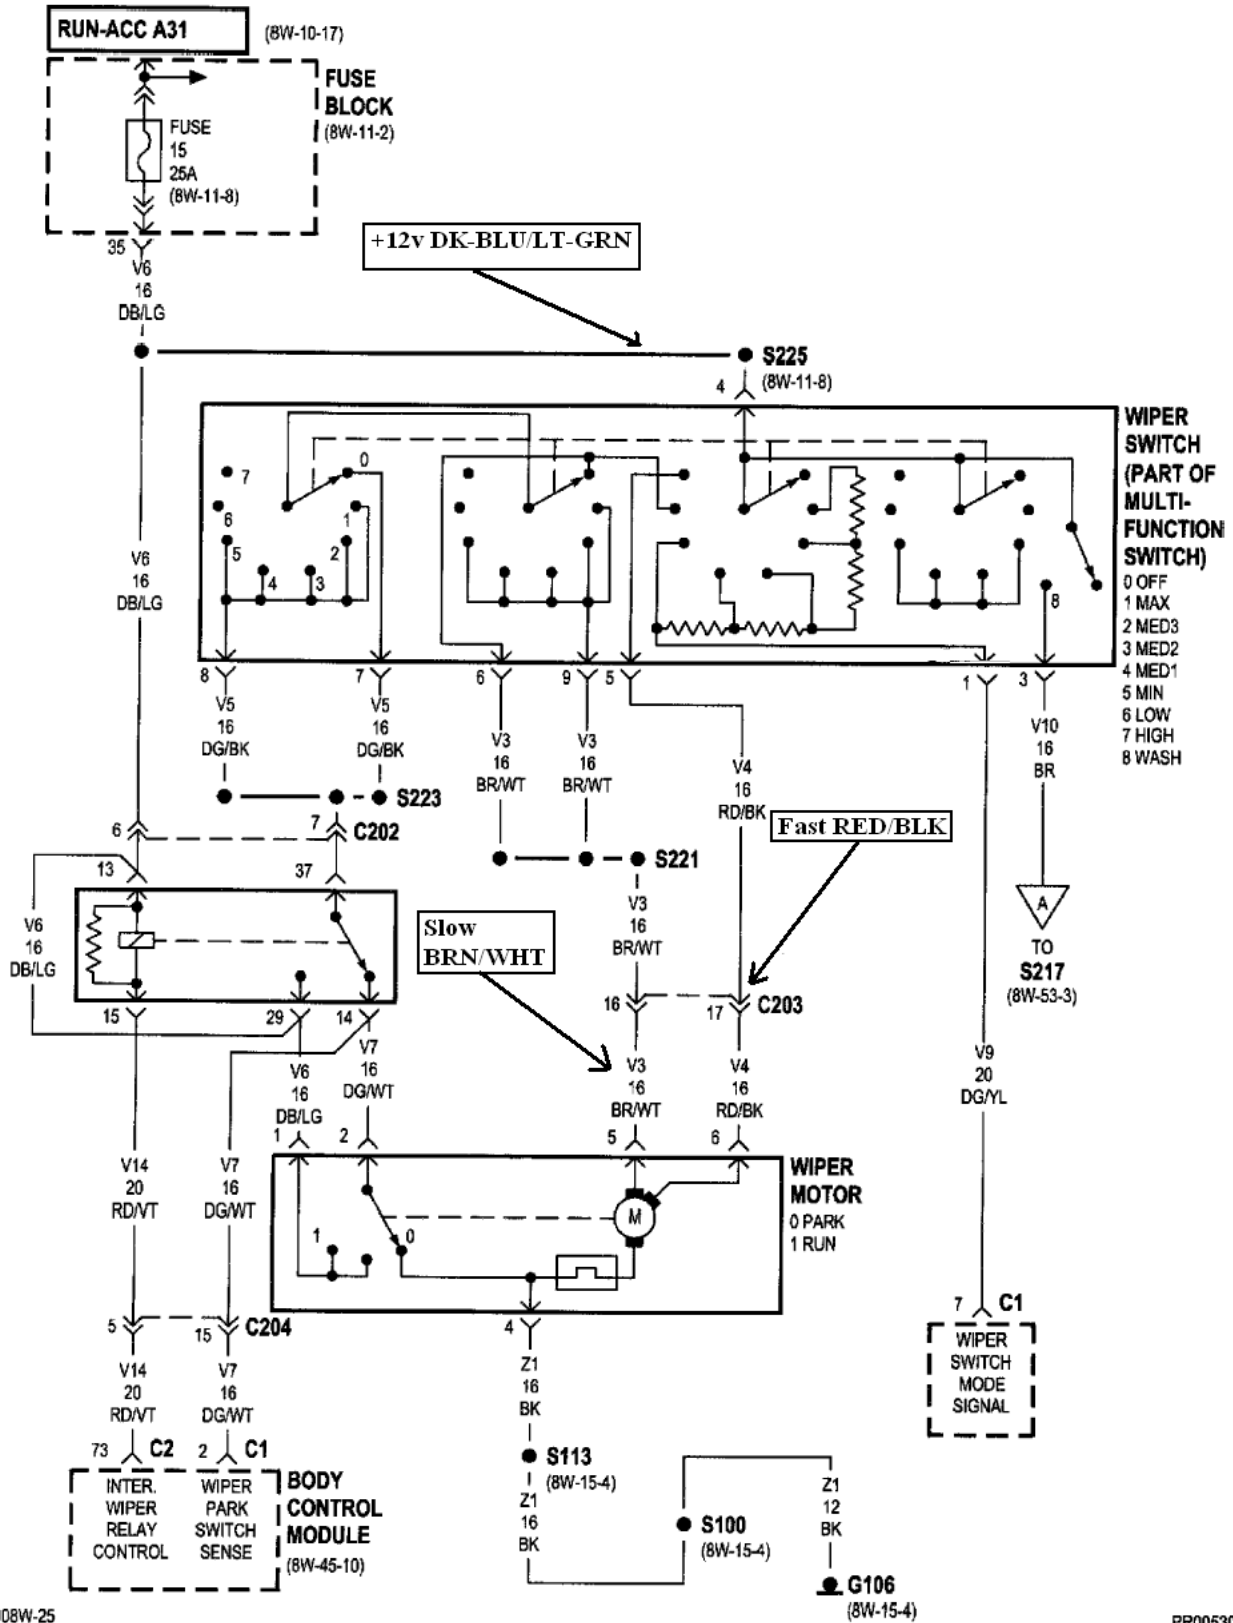 RUN-ACC A31
(8W-10-17)
FUSE
BLOCK
(8W-11-2)
FUSE
15
25A
(8W-11-8)
35
V6
16
DB/LG
+12v DK-BLU/LT-GRN
S225
(8W-11-8)
4
WIPER
SWITCH
(PART OF
MULTI-
FUNCTION
SWITCH)
0 OFF
1 MAX
2 MED3
3 MED2
4 MED1
5 MIN
6 LOW
7 HIGH
8 WASH
0
7
6
1
5
2
4
3
8
V6
16
DB/LG
8
7
6
9
5
1
3
V5
16
DG/BK
V5
16
DG/BK
V3
16
BR/WT
V3
16
BR/WT
V4
16
RD/BK
V10
16
BR
S223
6
7
C202
Fast RED/BLK
S221
13
37
V6
16
DB/LG
Slow
BRN/WHT
V3
16
BR/WT
A
TO
S217
(8W-53-3)
16
17
C203
15
29
14
V7
16
DG/WT
V6
16
DB/LG
V3
16
BR/WT
V4
16
RD/BK
V9
20
DG/YL
1
2
5
6
V14
20
RD/VT
V7
16
DG/WT
WIPER
MOTOR
0 PARK
1 RUN
M
1
0
5
15
C204
4
7
C1
WIPER
SWITCH
MODE
SIGNAL
V14
20
RD/VT
V7
16
DG/WT
Z1
16
BK
73
C2
2
C1
S113
(8W-15-4)
INTER.
WIPER
RELAY
CONTROL
WIPER
PARK
SWITCH
SENSE
BODY
CONTROL
MODULE
(8W-45-10)
Z1
16
BK
S100
(8W-15-4)
Z1
12
BK
G106
(8W-15-4)
008W-25